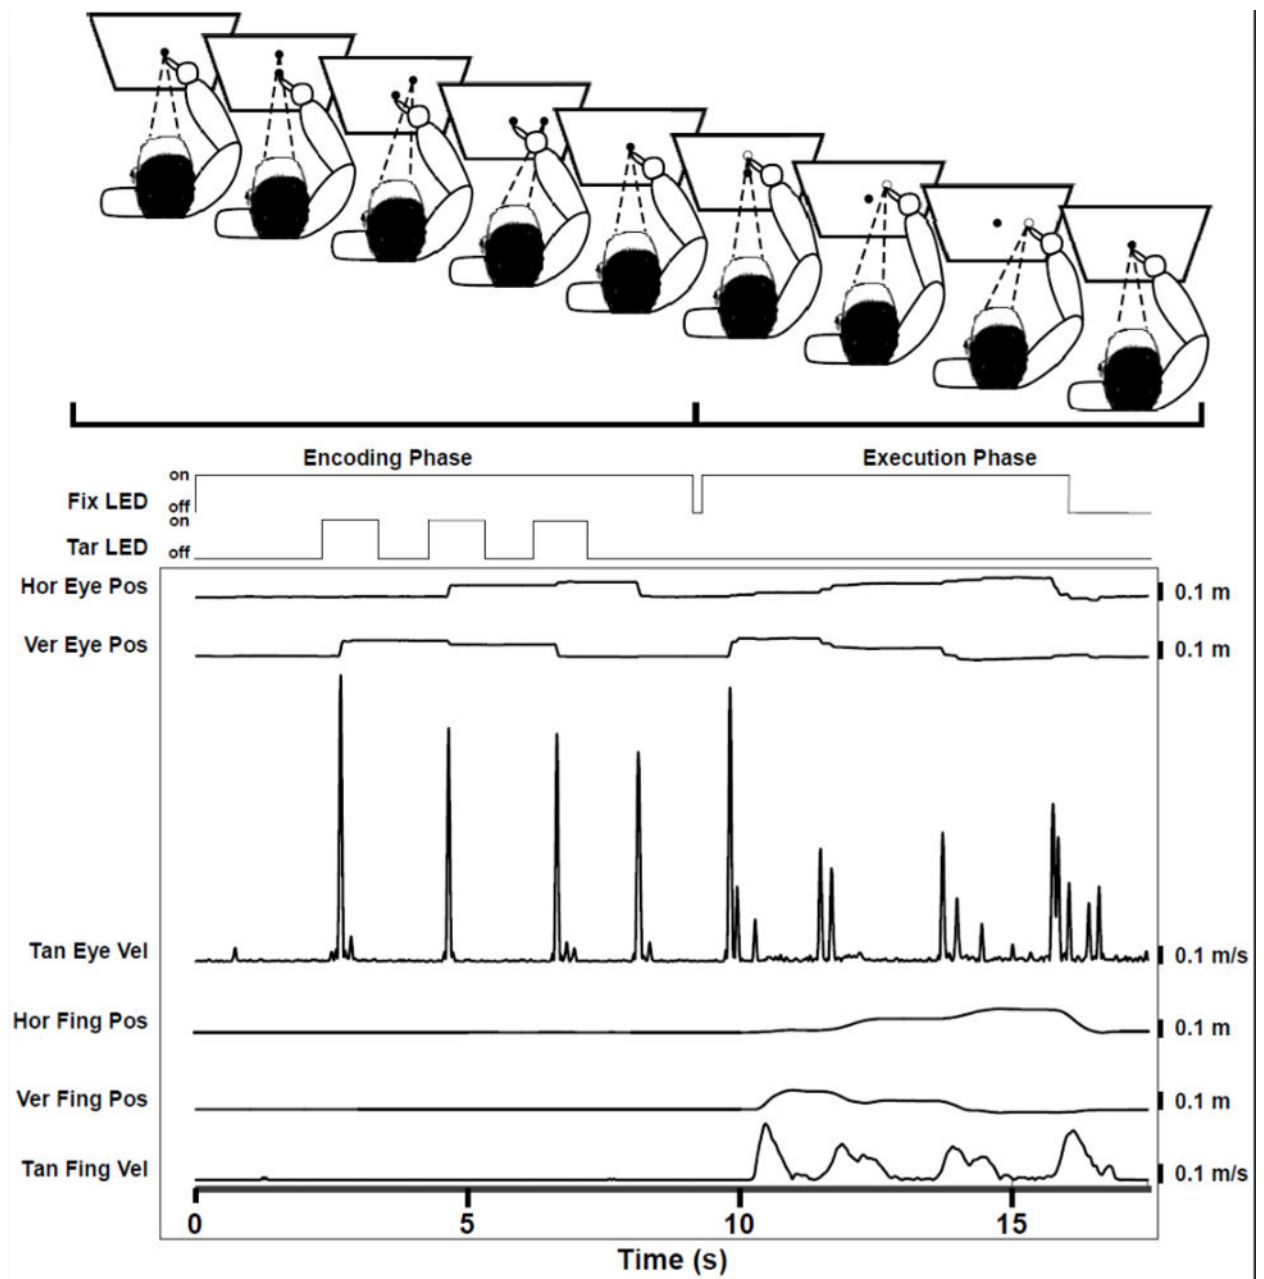 Encoding Phase Execution Phase
on
Fix LED
off
on
Tar LED off
Hor Eye Pos 0.1 m
Ver Eye Pos 0.1 m
Tan Eye Vel 0.1 m/s
Hor Fing Pos 0.1 m
Ver Fing Pos 0.1 m
Tan Fing Vel 0.1 m/s
0 5 10 15
Time (s)